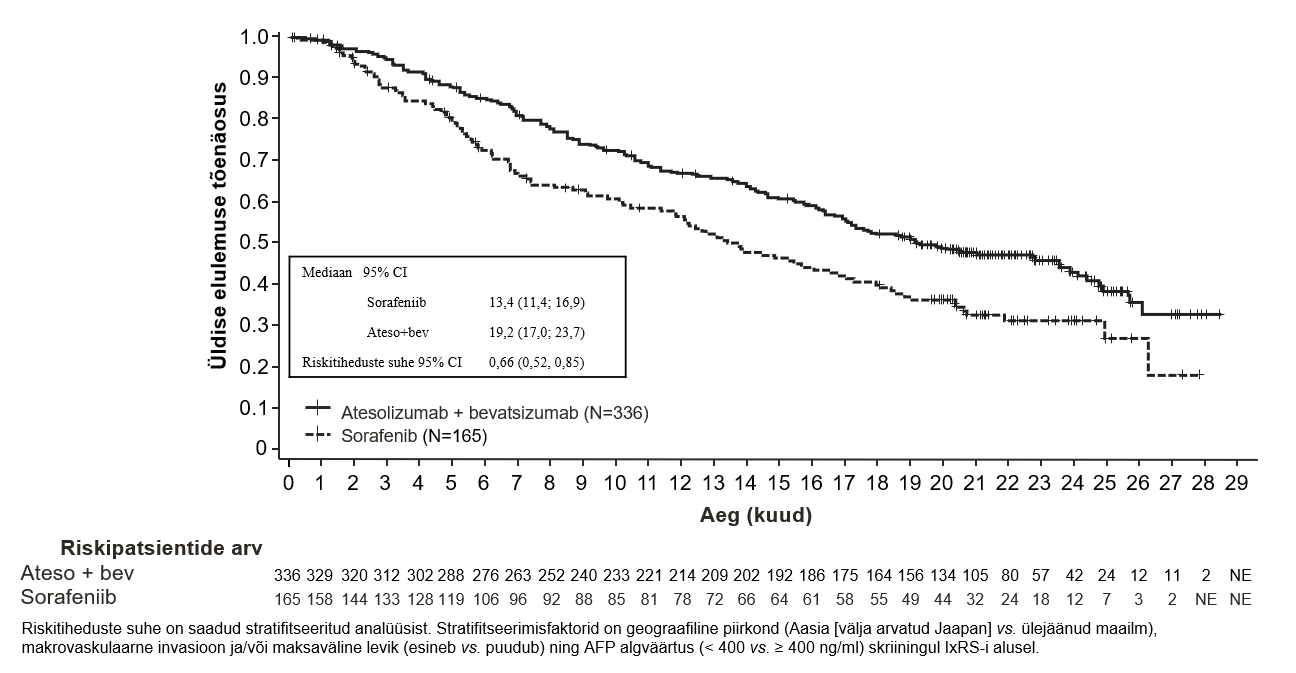 Üldise elulemuse tõenäosus
1.0
0.9
0.8
0.7
0.6
0.5
0.4
0.3
0.2
0.1
0
Mediaan 95% CI
Sorafeniib 13,4 (11,4; 16,9)
Ateso+bev 19,2 (17,0; 23,7)
Riskitiheduste suhe 95% CI 0,66 (0,52, 0,85)
Atesolizumab + bevatsizumab (N=336)
Sorafenib (N=165)
0 1 2 3 4 5 6 7 8 9 10 11 12 13 14 15 16 17 18 19 20 21 22 23 24 25 26 27 28 29
Aeg (kuud)
Riskipatsientide arv
Ateso + bev 336 329 320 312 302 288 276 263 252 240 233 221 214 209 202 192 186 175 164 156 134 105 80 57 42 24 12 11 2 NE
Sorafeniib 165 158 144 133 128 119 106 96 92 88 85 81 78 72 66 64 61 58 55 49 44 32 24 18 12 7 3 2 NE NE
Riskitiheduste suhe on saadud stratifitseeritud analüüsist. Stratifitseerimisfaktorid on geograafiline piirkond (Aasia [välja arvatud Jaapan] vs. ülejäänud maailm),
makrovaskulaarne invasioon ja/või maksaväline levik (esineb vs. puudub) ning AFP algväärtus (< 400 vs. ≥ 400 ng/ml) skriiningul IxRS-i alusel.